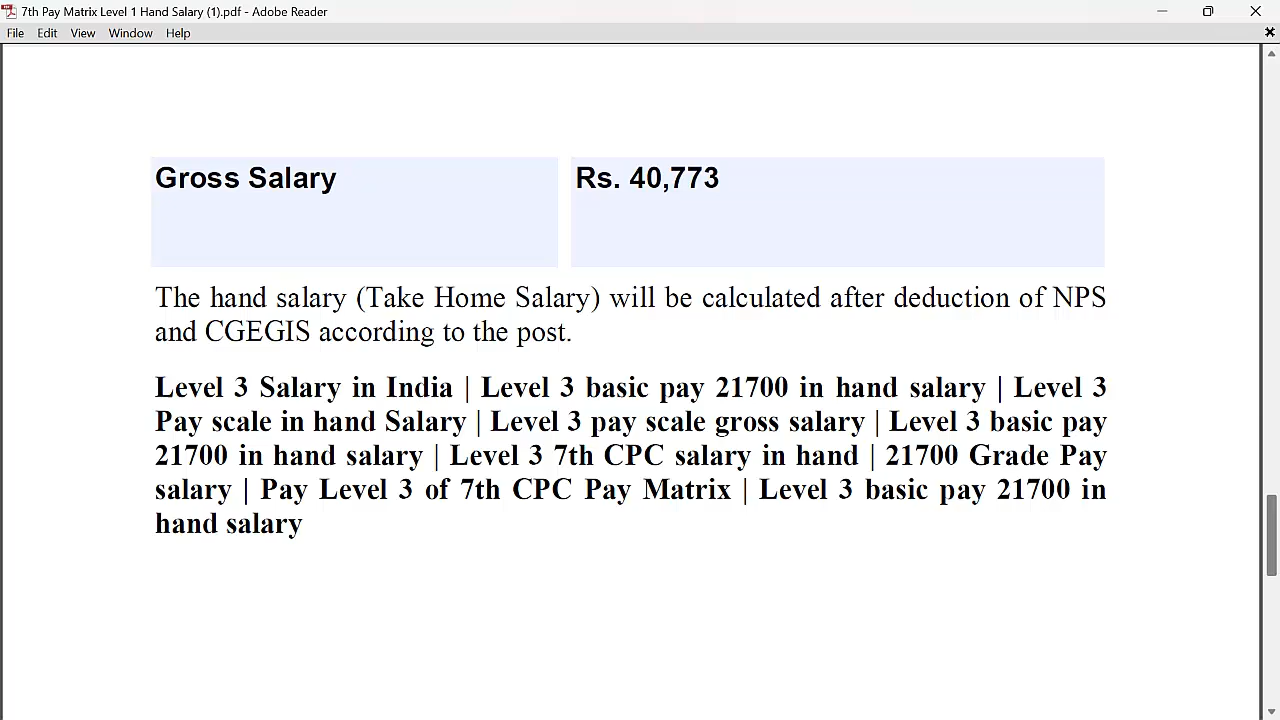 7th Pay Matrix Level 1 Hand Salary (1).pdf - Adobe Reader
File Edit View Window Help
Gross Salary Rs. 40,773
The hand salary (Take Home Salary) will be calculated after deduction of NPS
and CGEGIS according to the post.
Level 3 Salary in India | Level 3 basic pay 21700 in hand salary | Level 3
Pay scale in hand Salary | Level 3 pay scale gross salary | Level 3 basic pay
21700 in hand salary | Level 3 7th CPC salary in hand | 21700 Grade Pay
salary | Pay Level 3 of 7th CPC Pay Matrix | Level 3 basic pay 21700 in
hand salary